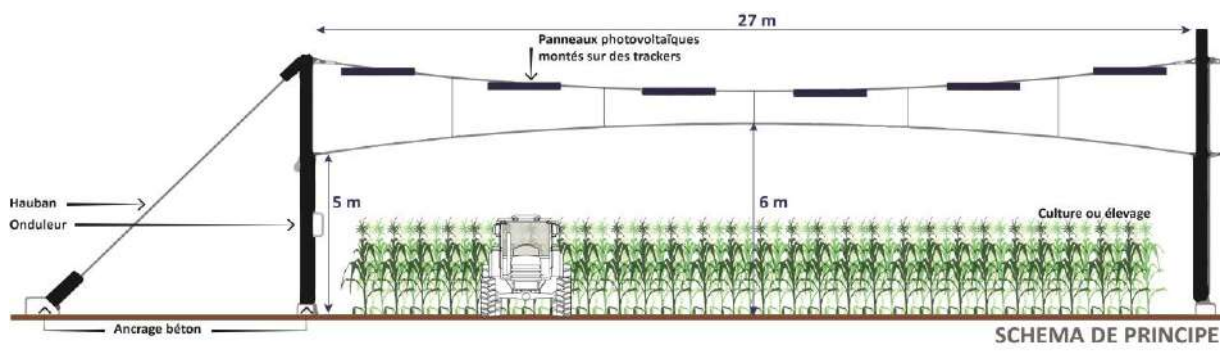 27 m
Panneaux photovoltaïques
montés sur des trackers
Hauban
5 m
6 m
Culture ou élevage
Onduleur
Ancrage béton
SCHEMA DE PRINCIPE